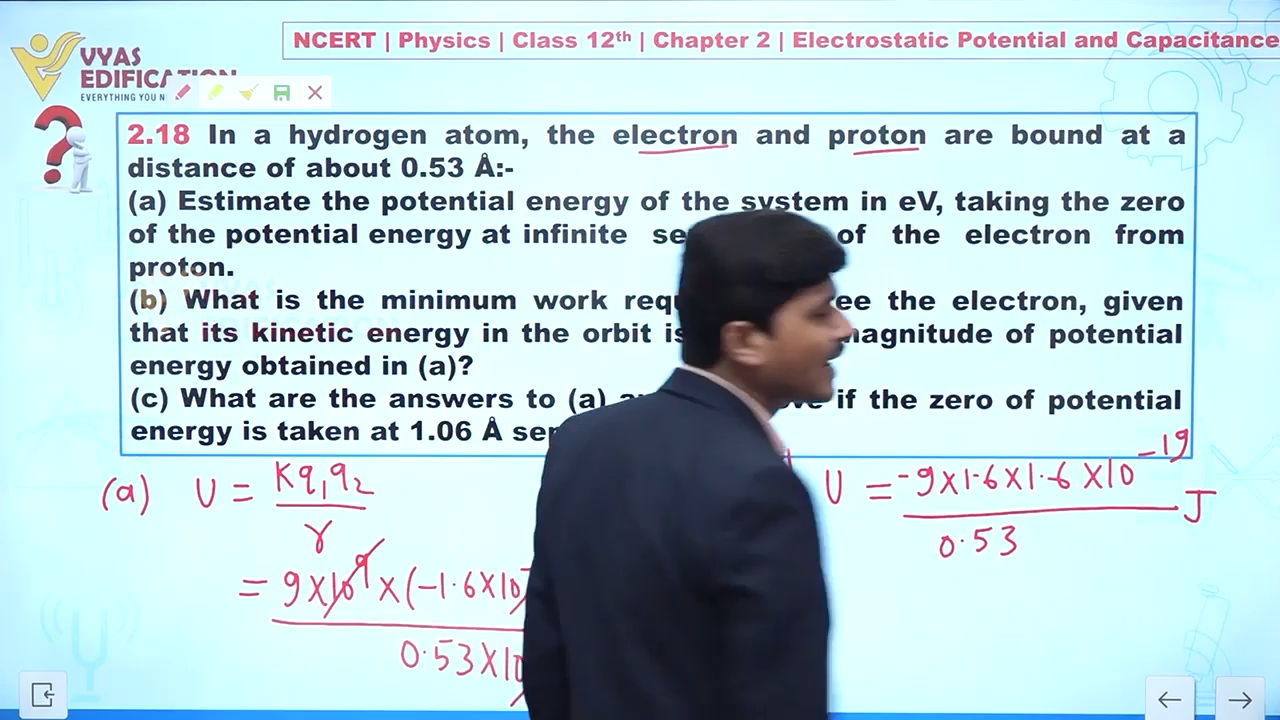 NCERT | Physics | Class 12th | Chapter 2 | Electrostatic Potential and Capacitance
VYAS
EDIFICATION
EVERYTHING YOU N
2.18 In a hydrogen atom, the electron and proton are bound at a
distance of about 0.53 Å:-
(a) Estimate the potential energy of the system in eV, taking the zero
of the potential energy at infinite se of the electron from
proton.
(b) What is the minimum work req ee the electron, given
that its kinetic energy in the orbit is magnitude of potential
energy obtained in (a)?
(c) What are the answers to (a) if the zero of potential
energy is taken at 1.06 Å se
(a) U = Kq₁q₂ / r
= 9×10⁹×(-1.6×10 / 0.53×10
U = -9×1.6×1.6×10⁻¹⁹ / 0.53 J